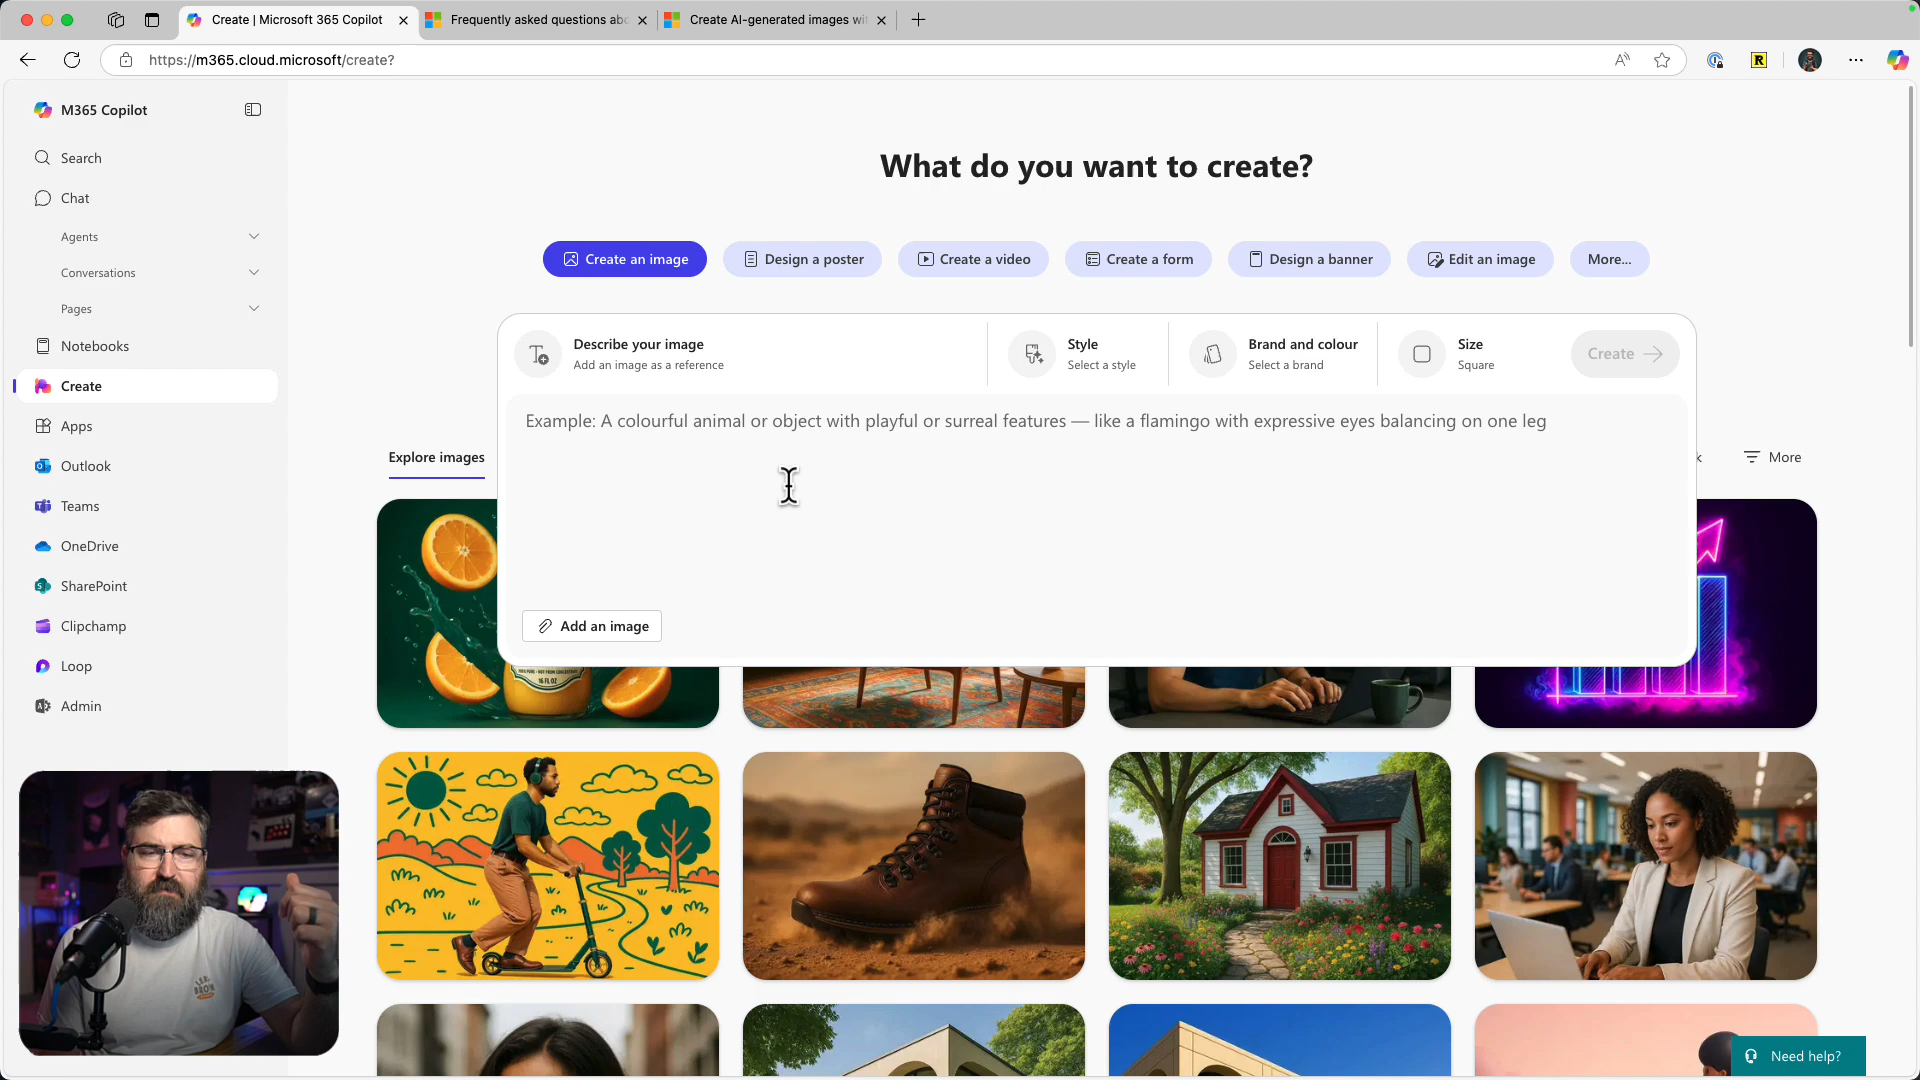 Create | Microsoft 365 Copilot
Frequently asked questions abo
Create AI-generated images wit
https://m365.cloud.microsoft/create?
M365 Copilot
Search
Chat
Agents
Conversations
Pages
Notebooks
Create
Apps
Outlook
Teams
OneDrive
SharePoint
Clipchamp
Loop
Admin
What do you want to create?
Create an image
Design a poster
Create a video
Create a form
Design a banner
Edit an image
More...
Describe your image
Add an image as a reference
Style
Select a style
Brand and colour
Select a brand
Size
Square
Create
Example: A colourful animal or object with playful or surreal features — like a flamingo with expressive eyes balancing on one leg
Add an image
Explore images
k
More
16 FL OZ
Need help?